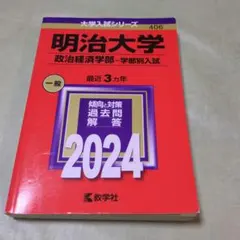 大学入試シリーズ
406
明治大学
政治経済学部-学部別入試
一般
最近3カ年
傾向と対策
過去問
解答
2024
教学社